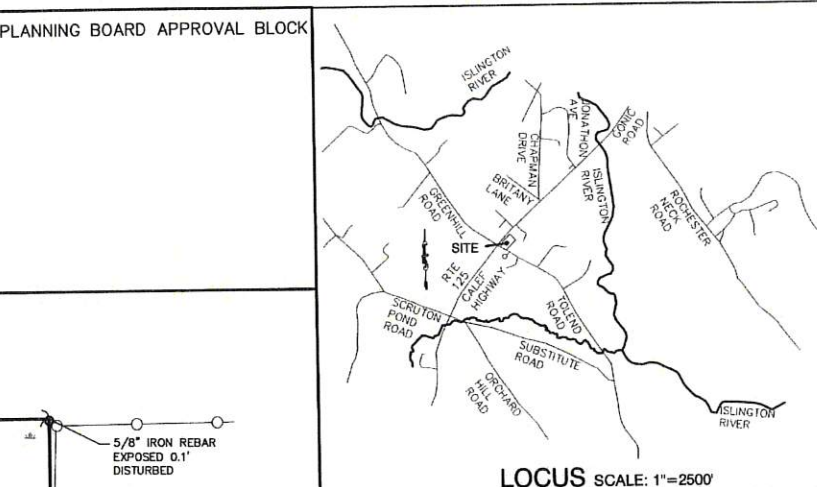 PLANNING BOARD APPROVAL BLOCK
ISLINGTON
RIVER
CHAPMAN
DRIVE
JONATHON
AVE
GONIC
ROAD
BRITANY
LANE
ISLINGTON
RIVER
ROCHESTER
NECK
ROAD
GREENHILL
ROAD
SITE
RTE
125
CALEF
HIGHWAY
TOLEND
ROAD
SCRUTON
POND
ROAD
SUBSTITUTE
ROAD
ORCHARD
HILL
ROAD
ISLINGTON
RIVER
5/8" IRON REBAR
EXPOSED 0.1'
DISTURBED
LOCUS SCALE: 1"=2500'